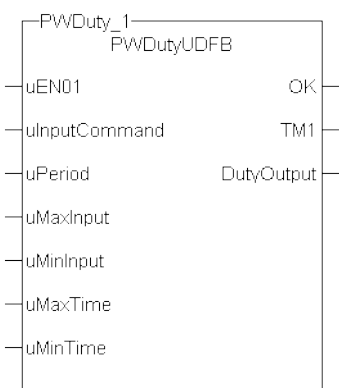 PWDuty_1
PWDutyUDFB
uEN01 OK
uInputCommand TM1
uPeriod DutyOutput
uMaxInput
uMinInput
uMaxTime
uMinTime